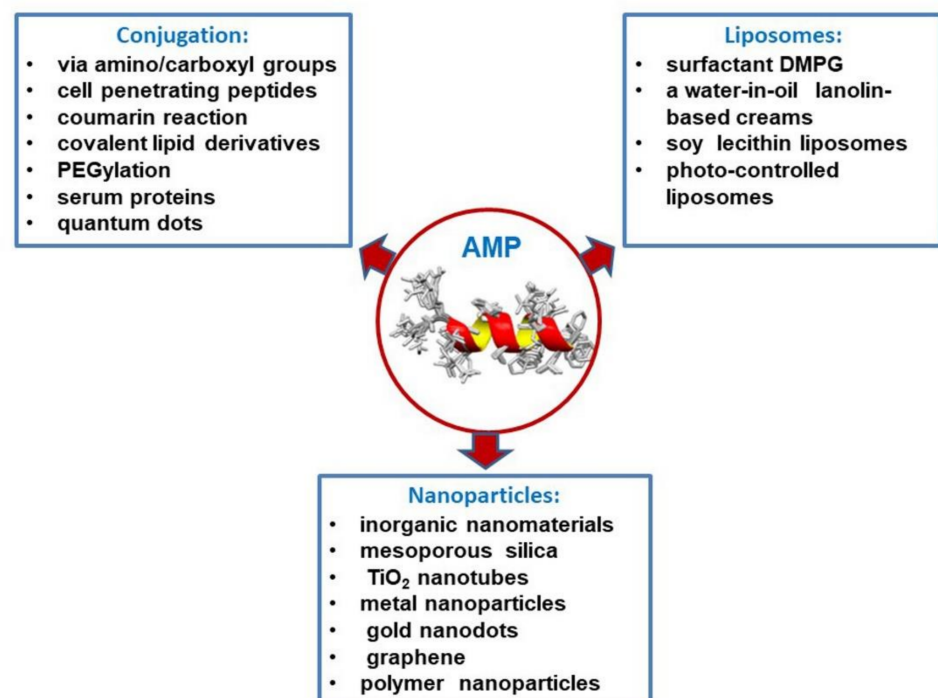 Conjugation:
• via amino/carboxyl groups
• cell penetrating peptides
• coumarin reaction
• covalent lipid derivatives
• PEGylation
• serum proteins
• quantum dots
Liposomes:
• surfactant DMPG
• a water-in-oil lanolin-
based creams
• soy lecithin liposomes
• photo-controlled
liposomes
AMP
Nanoparticles:
• inorganic nanomaterials
• mesoporous silica
• TiO₂ nanotubes
• metal nanoparticles
• gold nanodots
• graphene
• polymer nanoparticles